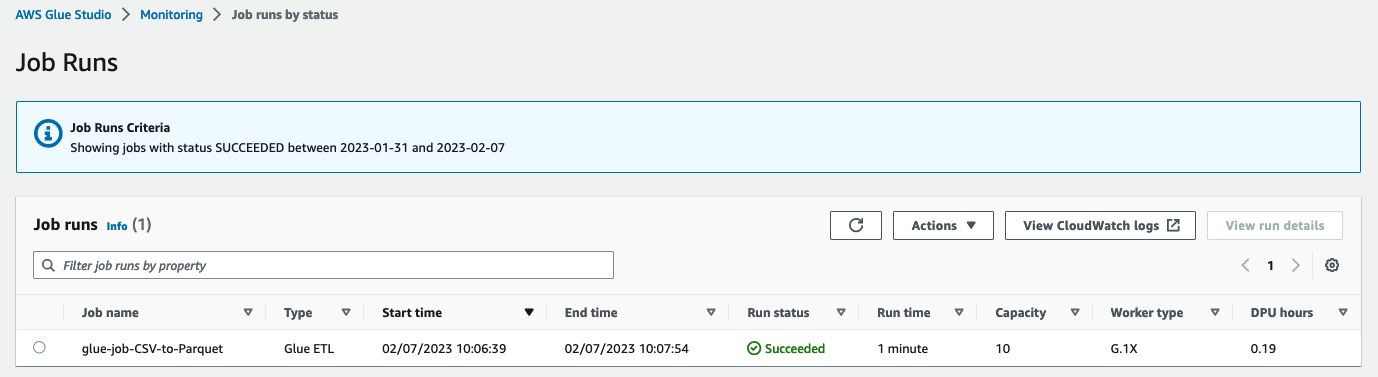 AWS Glue Studio > Monitoring > Job runs by status
Job Runs
Job Runs Criteria
Showing jobs with status SUCCEEDED between 2023-01-31 and 2023-02-07
Job runs Info (1) Actions View CloudWatch logs View run details
Filter job runs by property 1
Job name Type Start time End time Run status Run time Capacity Worker type DPU hours
glue-job-CSV-to-Parquet Glue ETL 02/07/2023 10:06:39 02/07/2023 10:07:54 Succeeded 1 minute 10 G.1X 0.19